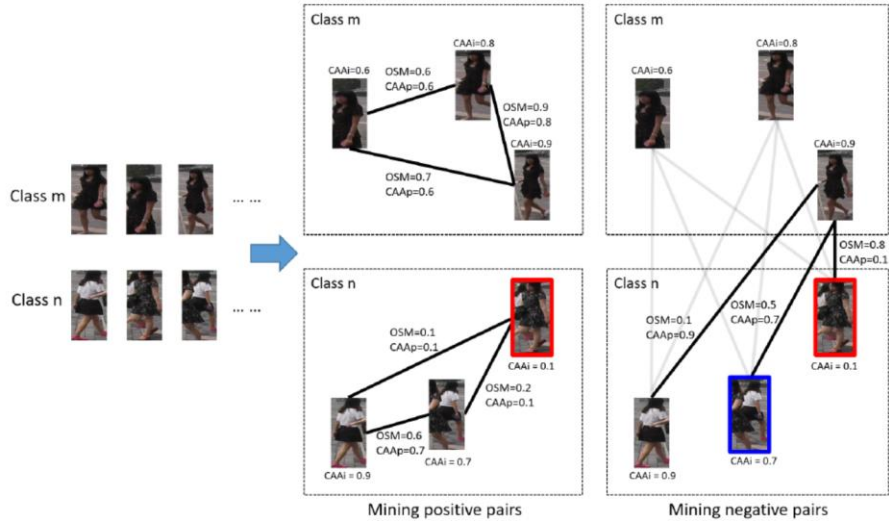 Class m
... ...
Class n
... ...
Class m
CAAi=0.8
CAAi=0.6
OSM=0.6
CAAp=0.6
OSM=0.9
CAAp=0.8
CAAi=0.9
OSM=0.7
CAAp=0.6
Class n
OSM=0.1
CAAp=0.1
CAAi = 0.1
OSM=0.2
CAAp=0.1
OSM=0.6
CAAp=0.7
CAAi = 0.7
CAAi = 0.9
Mining positive pairs
Class m
CAAi=0.8
CAAi=0.6
CAAi=0.9
OSM=0.8
CAAp=0.1
Class n
OSM=0.1
CAAp=0.9
OSM=0.5
CAAp=0.7
CAAi = 0.1
CAAi = 0.7
CAAi = 0.9
Mining negative pairs